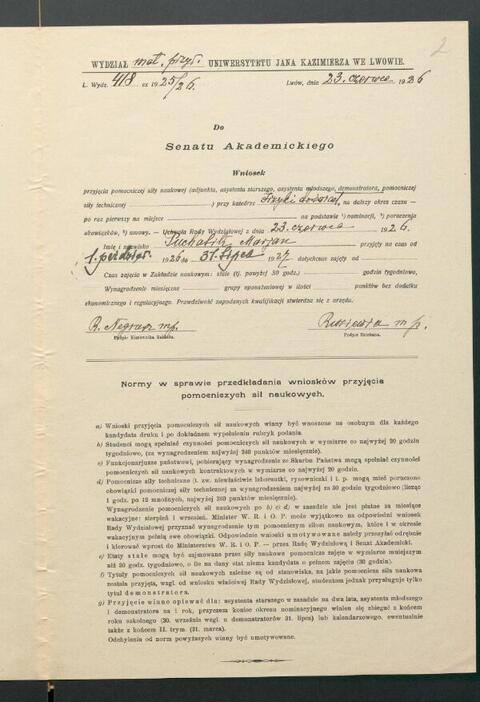 2
WYDZIAŁ mat. przyr. UNIWERSYTETU JANA KAZIMIERZA WE LWOWIE.
L. Wydz. 418 ex 1925/26. Lwów, dnia 23. czerwca 1926
Do
Senatu Akademickiego
Wniosek
przyjęcia pomocniczej siły naukowej (adjunkta, asystenta starszego, asystenta młodszego, demonstratora, pomocniczej
siły technicznej) przy katedrze fizyki doświad. na dalszy okres czasu —
po raz pierwszy na miejsce na podstawie ¹) nominacji, ²) poruczenia
obowiązków, ³) umowy. — Uchwała Rady Wydziałowej z dnia 23. czerwca 1926.
Imię i nazwisko Puchalik Marjan przyjęty na czas od
1. paźdz. 1926 do 31. lipca 1927 dotychczas zajęty od
Czas zajęcia w Zakładzie naukowym: stale (t. powyżej 30 godz.) godzin tygodniowo,
Wynagrodzenie miesięczne grupy uposażeniowej w ilości punktów bez dodatku
ekonomicznego i regulacyjnego. Prawdziwość zapodanych kwalifikacji stwierdza się z urzędu.
R. Negrusz mp. mp.
Podpis Kierownika Zakładu. Podpis Dziekana.
Normy w sprawie przedkładania wniosków przyjęcia
pomocniczych sił naukowych.
a) Wnioski przyjęcia pomocniczych sił naukowych winny być wnoszone na osobnym dla każdego
kandydata druku i po dokładnem wypełnieniu rubryk podania.
b) Studenci mogą spełniać czynności pomocniczych sił naukowych w wymiarze co najwyżej 20 godzin
tygodniowo, (za wynagrodzeniem najwyżej 240 punktów miesięcznie).
c) Funkcjonarjusze państwowi, pobierający wynagrodzenie ze Skarbu Państwa mogą spełniać czynności
pomocniczych sił naukowych kontraktowych w wymiarze co najwyżej 20 godzin.
d) Pomocnicze siły techniczne (t. zw. niewłaściwie laboranci, rysownicy i t. p. mogą mieć poruczone
obowiązki pomocniczej siły technicznej za wynagrodzeniem najwyżej za 30 godzin tygodniowo (licząc
1 godz. po 12 mnożnych, najwyżej 260 punktów miesięcznie).
Wynagrodzenie pomocniczych sił naukowych po b) c) d) w zasadzie nie jest płatne za miesiące
wakacyjne: sierpień i wrzesień. Minister W. R. i O. P. może wyjątkowo na odpowiedni wniosek
Rady Wydziałowej przyznać wynagrodzenie tym pomocniczym siłom naukowym, które i w okresie
wakacyjnym pełnią swe obowiązki. Odpowiednie wnioski umotywowane należy przesyłać odrębnie
i kierować wprost do Ministerstwa W. R. i O. P. — przez Radę Wydziałową i Senat Akademicki.
e) Etaty stałe mogą być zajmowane przez siły naukowe pomocnicze zajęte w wymiarze mniejszym
niż 30 godz. tygodniowo, o ile na dany etat niema kandydata o pełnem zajęciu (30 godzin).
f) Tytuły pomocniczych sił naukowych zależne są od stanowiska, na jakie pomocnicza siła naukowa
została przyjęta, wzgl. od wniosku właściwej Rady Wydziałowej, studentom jednak przysługuje tylko
tytuł demonstratora.
g) Przyjęcie winno opiewać dla: asystenta starszego w zasadzie na dwa lata, asystenta młodszego
i demonstratora na 1 rok, przyczem koniec okresu nominacyjnego winien się zbiegać z końcem
roku szkolnego (30. września wzgl. u demonstratorów 31. lipca) lub kalendarzowego, ewentualnie
także z końcem II. trym. (31. marca).
Odchylenia od norm powyższych winny być umotywowane.